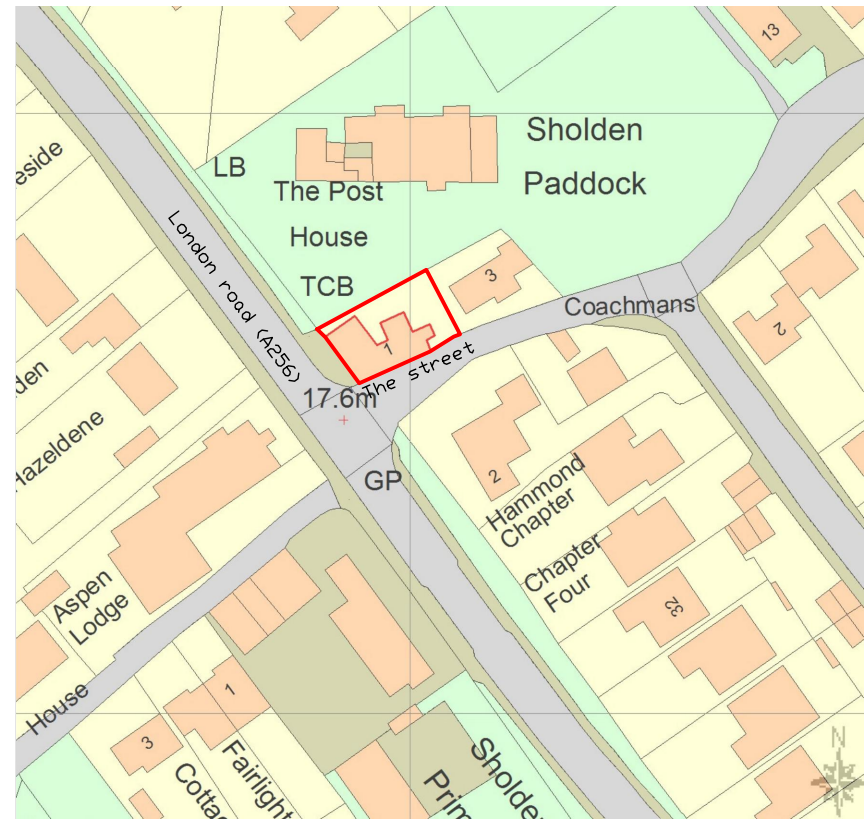 13
Sholden
Paddock
LB
The Post
House
TCB
eside
London road (A256)
3
Coachmans
1
The street
2
17.6m
den
Hazeldene
GP
2
Hammond
Chapter
Chapter
Four
32
Aspen
Lodge
House
1
3
Fairlight
Cotta
Sholde
Prim
N